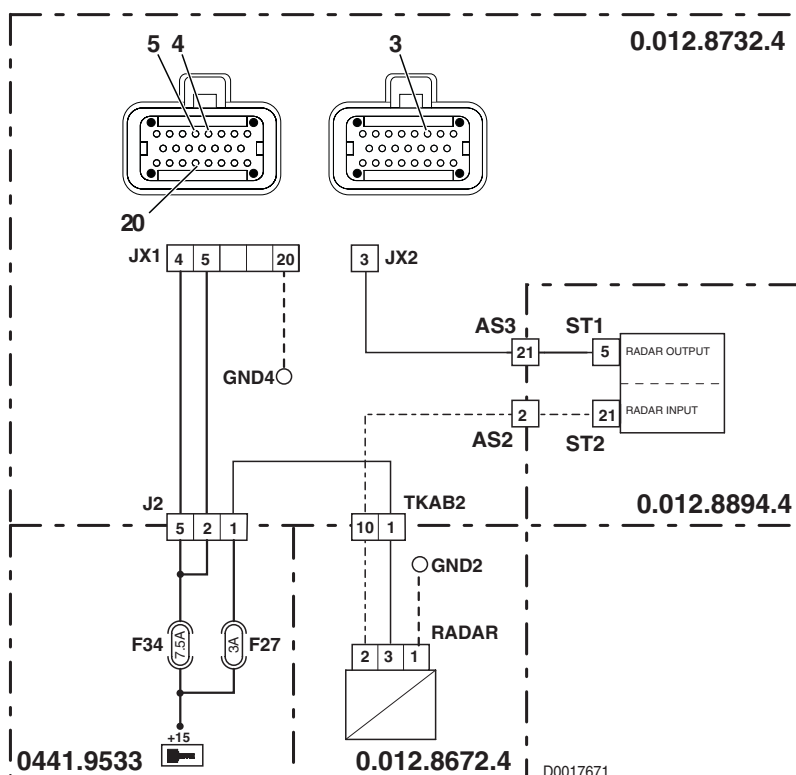 5 4
3
0.012.8732.4
20
JX1 4 5 20
3 JX2
AS3 ST1
21 5 RADAR OUTPUT
GND4
2 21 RADAR INPUT
AS2 ST2
J2 TKAB2 0.012.8894.4
5 2 1 10 1
GND2
RADAR
F34 7.5A 3A F27
2 3 1
+15
0441.9533 0.012.8672.4
D0017671